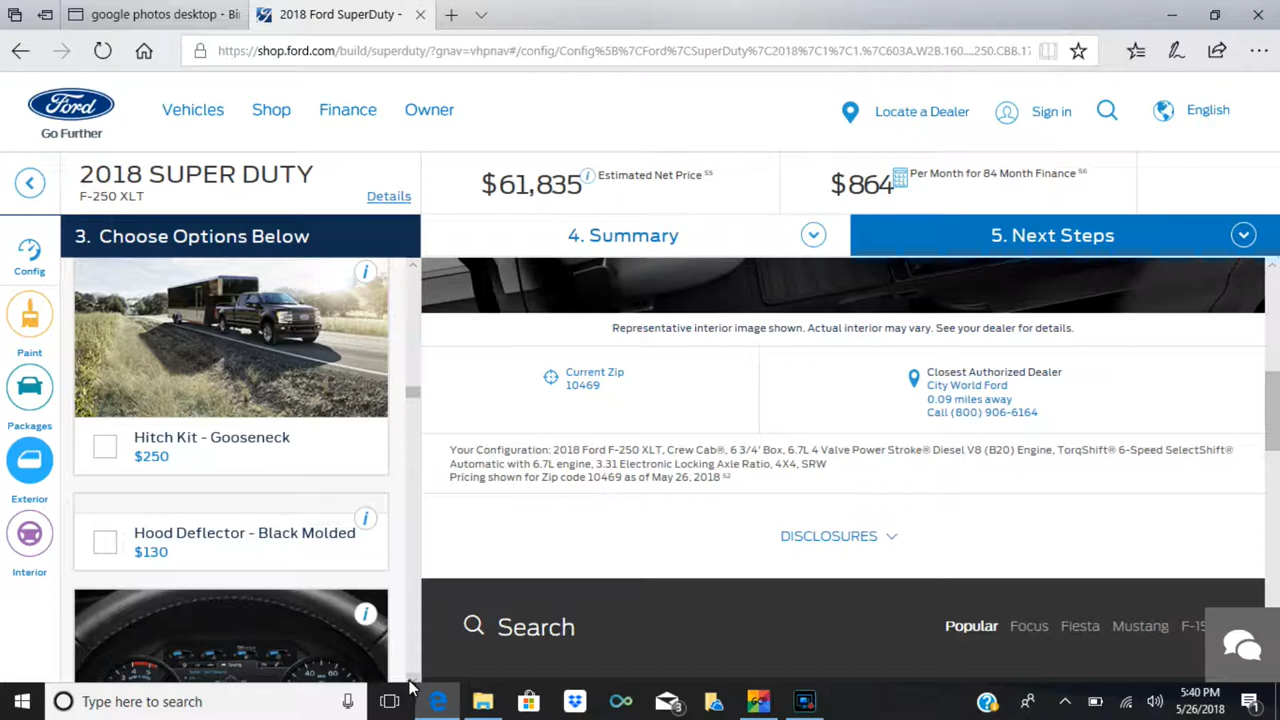 google photos desktop - Bi
2018 Ford SuperDuty -
https://shop.ford.com/build/superduty/?gnav=vhpnav#/config/Config%5B%7CFord%7CSuperDuty%7C2018%7C1%7C1.%7C603A.W2B.160....250.CBB.17
Ford
Go Further
Vehicles Shop Finance Owner
Locate a Dealer Sign in English
2018 SUPER DUTY
F-250 XLT
Details
$61,835 i Estimated Net Price 55
$864 Per Month for 84 Month Finance 56
3. Choose Options Below
4. Summary
5. Next Steps
Config
Paint
Packages
Exterior
Interior
i
Hitch Kit - Gooseneck
$250
i
Hood Deflector - Black Molded
$130
i
Representative interior image shown. Actual interior may vary. See your dealer for details.
Current Zip
10469
Closest Authorized Dealer
City World Ford
0.09 miles away
Call (800) 906-6164
Your Configuration: 2018 Ford F-250 XLT, Crew Cab®, 6 3/4' Box, 6.7L 4 Valve Power Stroke® Diesel V8 (B20) Engine, TorqShift® 6-Speed SelectShift®
Automatic with 6.7L engine, 3.31 Electronic Locking Axle Ratio, 4X4, SRW
Pricing shown for Zip code 10469 as of May 26, 2018 52
DISCLOSURES
Search
Popular Focus Fiesta Mustang F-15
Type here to search
3
5:40 PM
5/26/2018
1